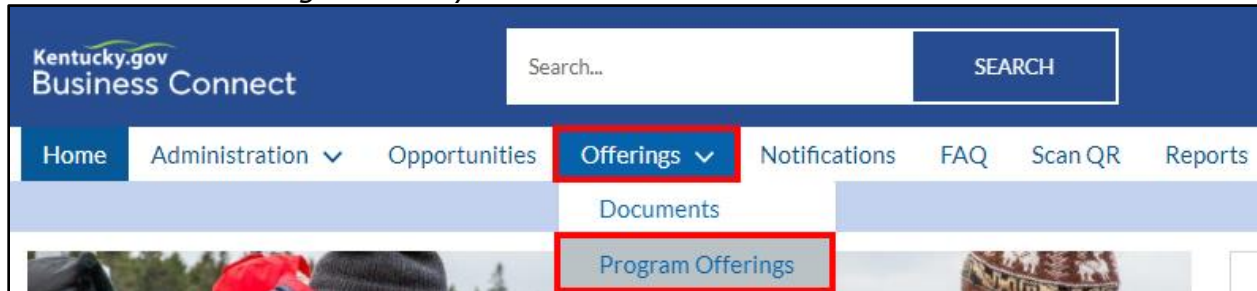 Kentucky.gov
Business Connect
Search...
SEARCH
Home Administration Opportunities Offerings Notifications FAQ Scan QR Reports
Documents
Program Offerings